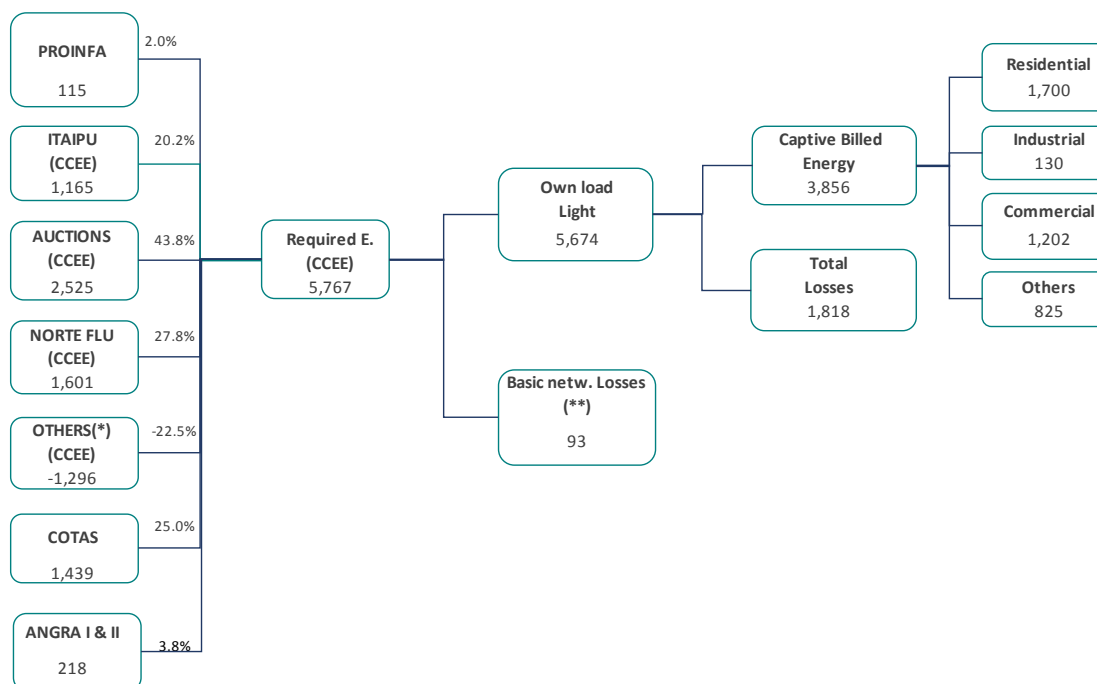 PROINFA
115
2.0%
ITAIPU
(CCEE)
1,165
20.2%
AUCTIONS
(CCEE)
2,525
43.8%
NORTE FLU
(CCEE)
1,601
27.8%
OTHERS(*)
(CCEE)
-1,296
-22.5%
COTAS
1,439
25.0%
ANGRA I & II
218
3.8%
Required E.
(CCEE)
5,767
Own load
Light
5,674
Basic netw. Losses
(**)
93
Captive Billed
Energy
3,856
Total
Losses
1,818
Residential
1,700
Industrial
130
Commercial
1,202
Others
825